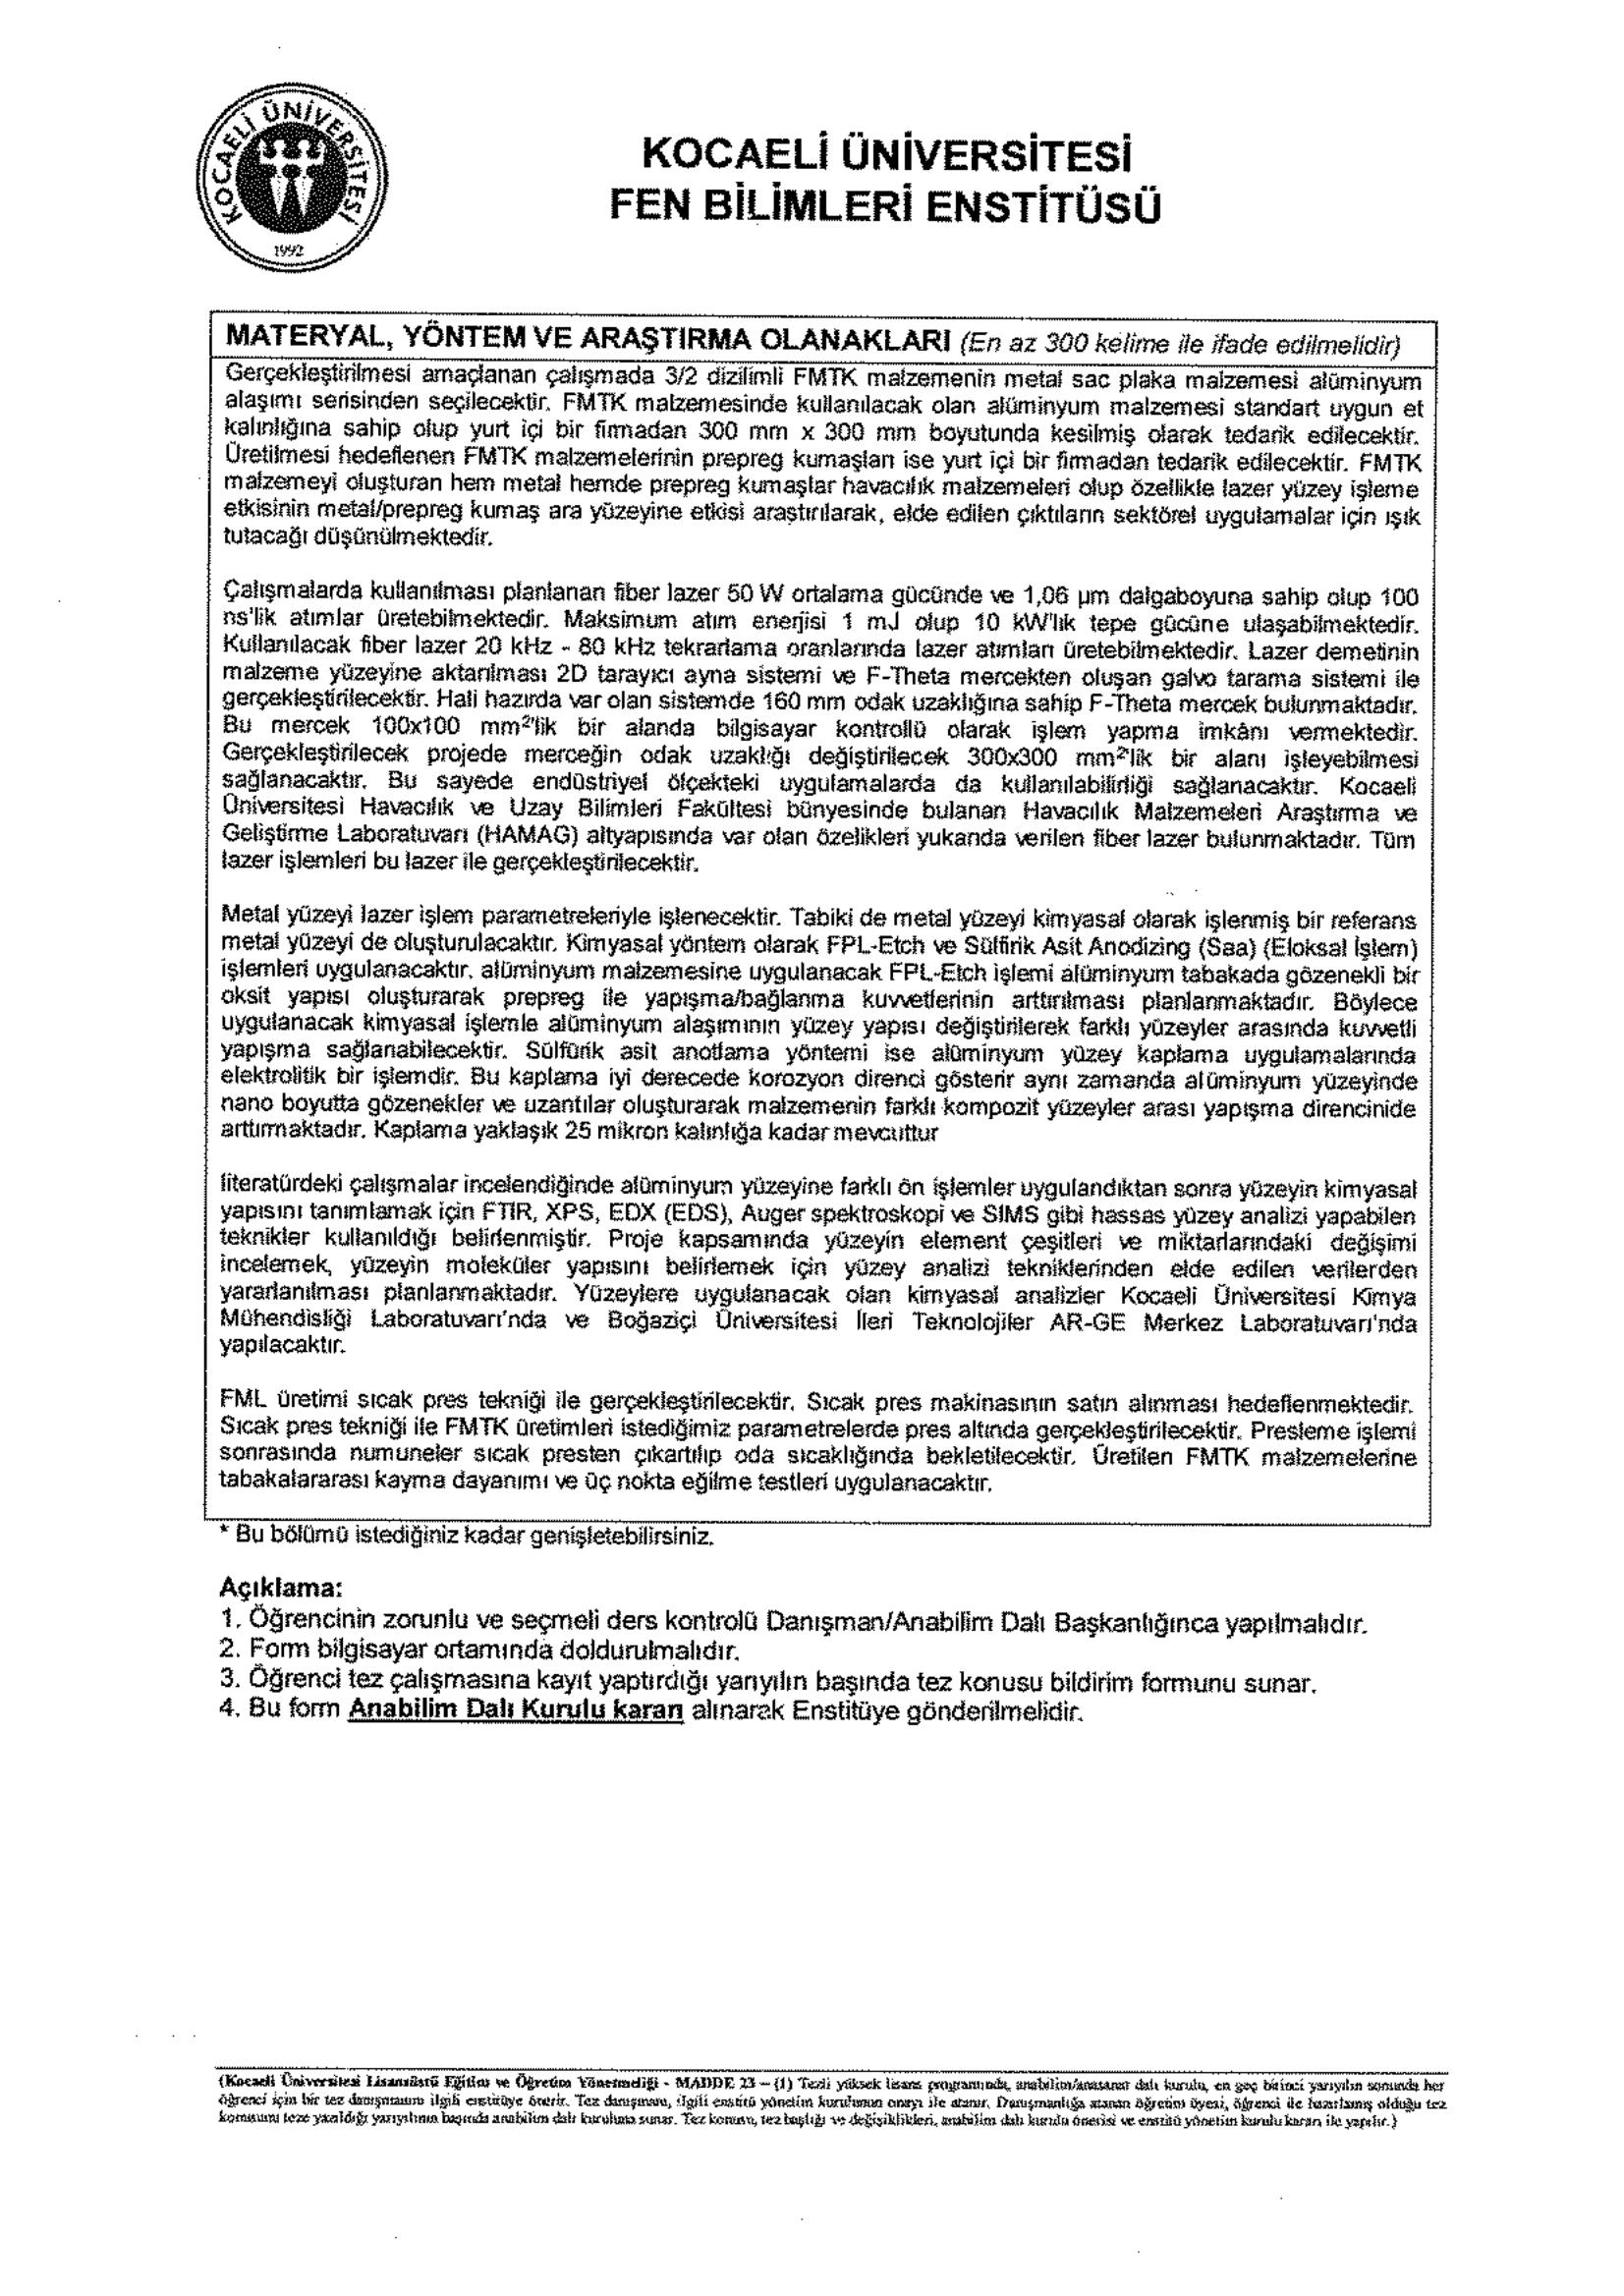 KOCAELİ ÜNİVERSİTESİ
1992
KOCAELİ ÜNİVERSİTESİ
FEN BİLİMLERİ ENSTİTÜSÜ
MATERYAL, YÖNTEM VE ARAŞTIRMA OLANAKLARI (En az 300 kelime ile ifade edilmelidir)
Gerçekleştirilmesi amaçlanan çalışmada 3/2 dizilimli FMTK malzemenin metal sac plaka malzemesi alüminyum
alaşımı serisinden seçilecektir. FMTK malzemesinde kullanılacak olan alüminyum malzemesi standart uygun et
kalınlığına sahip olup yurt içi bir firmadan 300 mm x 300 mm boyutunda kesilmiş olarak tedarik edilecektir.
Üretilmesi hedeflenen FMTK malzemelerinin prepreg kumaşları ise yurt içi bir firmadan tedarik edilecektir. FMTK
malzemeyi oluşturan hem metal hemde prepreg kumaşlar havacılık malzemeleri olup özellikle lazer yüzey işleme
etkisinin metal/prepreg kumaş ara yüzeyine etkisi araştırılarak, elde edilen çıktıların sektörel uygulamalar için ışık
tutacağı düşünülmektedir.
Çalışmalarda kullanılması planlanan fiber lazer 50 W ortalama gücünde ve 1,06 µm dalgaboyuna sahip olup 100
ns'lik atımlar üretebilmektedir. Maksimum atım enerjisi 1 mJ olup 10 kW'lık tepe gücüne ulaşabilmektedir.
Kullanılacak fiber lazer 20 kHz - 80 kHz tekrarlama oranlarında lazer atımları üretebilmektedir. Lazer demetinin
malzeme yüzeyine aktarılması 2D tarayıcı ayna sistemi ve F-Theta mercekten oluşan galvo tarama sistemi ile
gerçekleştirilecektir. Hali hazırda var olan sistemde 160 mm odak uzaklığına sahip F-Theta mercek bulunmaktadır.
Bu mercek 100x100 mm²'lik bir alanda bilgisayar kontrollü olarak işlem yapma imkânı vermektedir.
Gerçekleştirilecek projede merceğin odak uzaklığı değiştirilecek 300x300 mm²'lik bir alanı işleyebilmesi
sağlanacaktır. Bu sayede endüstriyel ölçekteki uygulamalarda da kullanılabilirliği sağlanacaktır. Kocaeli
Üniversitesi Havacılık ve Uzay Bilimleri Fakültesi bünyesinde bulanan Havacılık Malzemeleri Araştırma ve
Geliştirme Laboratuvarı (HAMAG) altyapısında var olan özelikleri yukarıda verilen fiber lazer bulunmaktadır. Tüm
lazer işlemleri bu lazer ile gerçekleştirilecektir.
Metal yüzeyi lazer işlem parametreleriyle işlenecektir. Tabiki de metal yüzeyi kimyasal olarak işlenmiş bir referans
metal yüzeyi de oluşturulacaktır. Kimyasal yöntem olarak FPL-Etch ve Sülfirik Asit Anodizing (Saa) (Eloksal İşlem)
işlemleri uygulanacaktır. alüminyum malzemesine uygulanacak FPL-Etch işlemi alüminyum tabakada gözenekli bir
oksit yapısı oluşturarak prepreg ile yapışma/bağlanma kuvvetlerinin arttırılması planlanmaktadır. Böylece
uygulanacak kimyasal işlemle alüminyum alaşımının yüzey yapısı değiştirilerek farklı yüzeyler arasında kuvvetli
yapışma sağlanabilecektir. Sülfürik asit anotlama yöntemi ise alüminyum yüzey kaplama uygulamalarında
elektrolitik bir işlemdir. Bu kaplama iyi derecede korozyon direnci gösterir aynı zamanda alüminyum yüzeyinde
nano boyutta gözenekler ve uzantılar oluşturarak malzemenin farklı kompozit yüzeyler arası yapışma direncinide
arttırmaktadır. Kaplama yaklaşık 25 mikron kalınlığa kadar mevcuttur
literatürdeki çalışmalar incelendiğinde alüminyum yüzeyine farklı ön işlemler uygulandıktan sonra yüzeyin kimyasal
yapısını tanımlamak için FTIR, XPS, EDX (EDS), Auger spektroskopi ve SIMS gibi hassas yüzey analizi yapabilen
teknikler kullanıldığı belirlenmiştir. Proje kapsamında yüzeyin element çeşitleri ve miktarlarındaki değişimi
incelemek, yüzeyin moleküler yapısını belirlemek için yüzey analizi tekniklerinden elde edilen verilerden
yararlanılması planlanmaktadır. Yüzeylere uygulanacak olan kimyasal analizler Kocaeli Üniversitesi Kimya
Mühendisliği Laboratuvarı'nda ve Boğaziçi Üniversitesi İleri Teknolojiler AR-GE Merkez Laboratuvarı'nda
yapılacaktır.
FML üretimi sıcak pres tekniği ile gerçekleştirilecektir. Sıcak pres makinasının satın alınması hedeflenmektedir.
Sıcak pres tekniği ile FMTK üretimleri istediğimiz parametrelerde pres altında gerçekleştirilecektir. Presleme işlemi
sonrasında numuneler sıcak presten çıkartılıp oda sıcaklığında bekletilecektir. Üretilen FMTK malzemelerine
tabakalararası kayma dayanımı ve üç nokta eğilme testleri uygulanacaktır.
* Bu bölümü istediğiniz kadar genişletebilirsiniz.
Açıklama:
1. Öğrencinin zorunlu ve seçmeli ders kontrolü Danışman/Anabilim Dalı Başkanlığınca yapılmalıdır.
2. Form bilgisayar ortamında doldurulmalıdır.
3. Öğrenci tez çalışmasına kayıt yaptırdığı yarıyılın başında tez konusu bildirim formunu sunar.
4. Bu form Anabilim Dalı Kurulu kararı alınarak Enstitüye gönderilmelidir.
(Kocaeli Üniversitesi Lisansüstü Eğitim ve Öğretim Yönetmeliği - MADDE 23 – (1) Tezli yüksek lisans programında, anabilim/anasanat dalı kurulu, en geç birinci yarıyılın sonunda her
öğrenci için bir tez danışmanını ilgili enstitüye önerir. Tez danışmanı, ilgili enstitü yönetim kurulunun onayı ile atanır. Danışmanlığa atanan öğretim üyesi, öğrenci ile hazırlamış olduğu tez
konusunu teze yazıldığı yarıyılının başında anabilim dalı kuruluna sunar. Tez konusu, tez başlığı ve değişiklikleri, anabilim dalı kurulu önerisi ve enstitü yönetim kurulu kararı ile yapılır.)